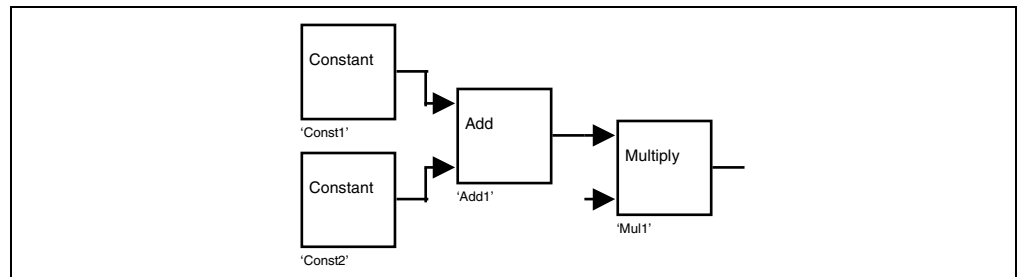 Constant
‘Const1’
Add
‘Add1’
Constant
‘Const2’
Multiply
‘Mul1’